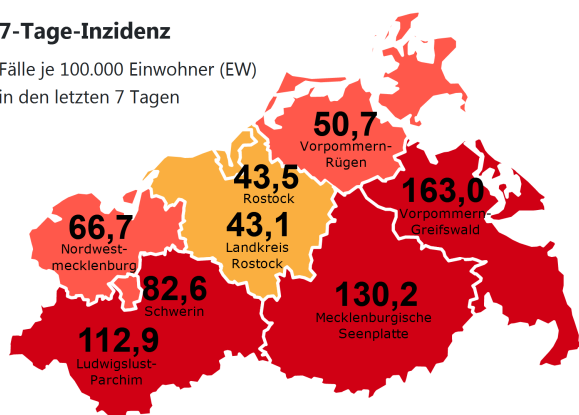 7-Tage-Inzidenz
Fälle je 100.000 Einwohner (EW)
in den letzten 7 Tagen
50,7
Vorpommern-
Rügen
43,5
Rostock
163,0
Vorpommern-
Greifswald
66,7
Nordwest-
mecklenburg
43,1
Landkreis
Rostock
82,6
Schwerin
130,2
Mecklenburgische
Seenplatte
112,9
Ludwigslust-
Parchim